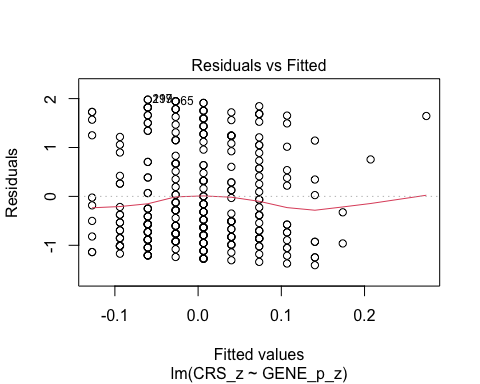 Residuals vs Fitted
Residuals
2
1
0
-1
65
-0.1 0.0 0.1 0.2
Fitted values
lm(CRS_z ~ GENE_p_z)